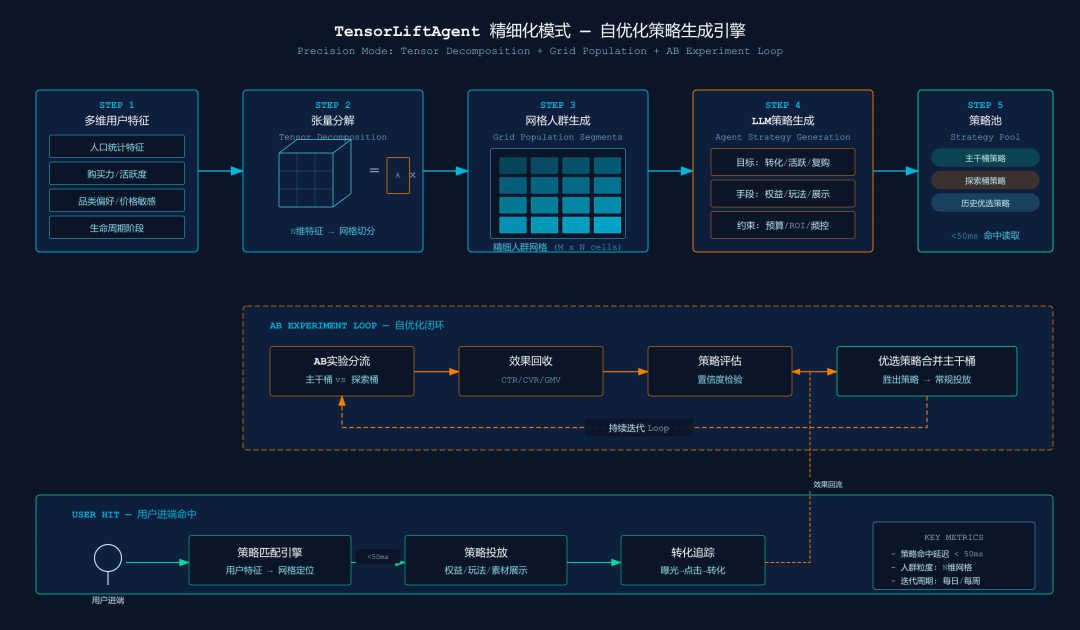 TensorLiftAgent 精细化模式 — 自优化策略生成引擎
Precision Mode: Tensor Decomposition + Grid Population + AB Experiment Loop
STEP 1
多维用户特征
人口统计特征
购买力/活跃度
品类偏好/价格敏感
生命周期阶段
STEP 2
张量分解
Tensor Decomposition
= λ x
N维特征 → 网格切分
STEP 3
网格人群生成
Grid Population Segments
精细人群网格 (M x N cells)
STEP 4
LLM策略生成
Agent Strategy Generation
目标: 转化/活跃/复购
手段: 权益/玩法/展示
约束: 预算/ROI/频控
STEP 5
策略池
Strategy Pool
主干桶策略
探索桶策略
历史优选策略
<50ms 命中读取
AB EXPERIMENT LOOP — 自优化闭环
AB实验分流
主干桶 vs 探索桶
效果回收
CTR/CVR/GMV
策略评估
置信度检验
优选策略合并主干桶
胜出策略 → 常规投放
持续迭代 Loop
效果回流
USER HIT — 用户进端命中
用户进端
策略匹配引擎
用户特征 → 网格定位
<50ms
策略投放
权益/玩法/素材展示
转化追踪
曝光→点击→转化
KEY METRICS
- 策略命中延迟 < 50ms
- 人群粒度: N维网格
- 迭代周期: 每日/每周